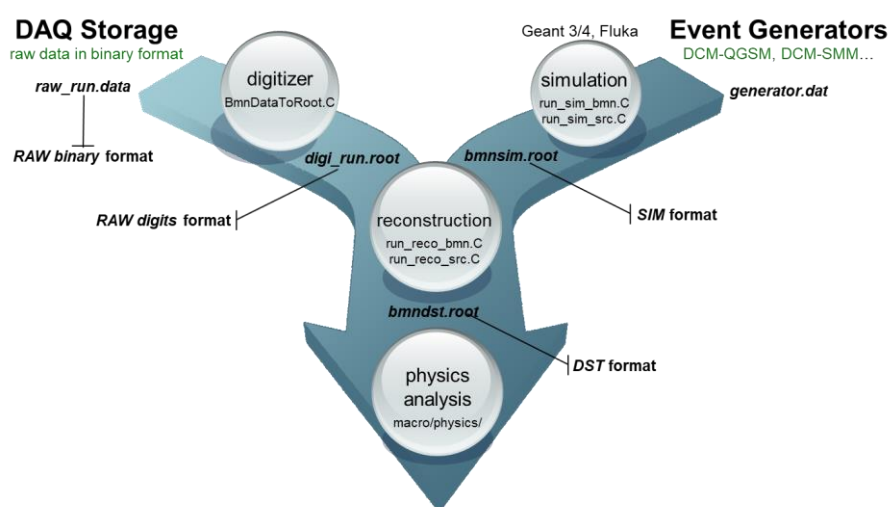 DAQ Storage
raw data in binary format
raw_run.data
RAW binary format
digitizer
BmnDataToRoot.C
digi_run.root
RAW digits format
Geant 3/4, Fluka
Event Generators
DCM-QGSM, DCM-SMM...
simulation
run_sim_bmn.C
run_sim_src.C
generator.dat
bmnsim.root
SIM format
reconstruction
run_reco_bmn.C
run_reco_src.C
bmndst.root
DST format
physics
analysis
macro/physics/